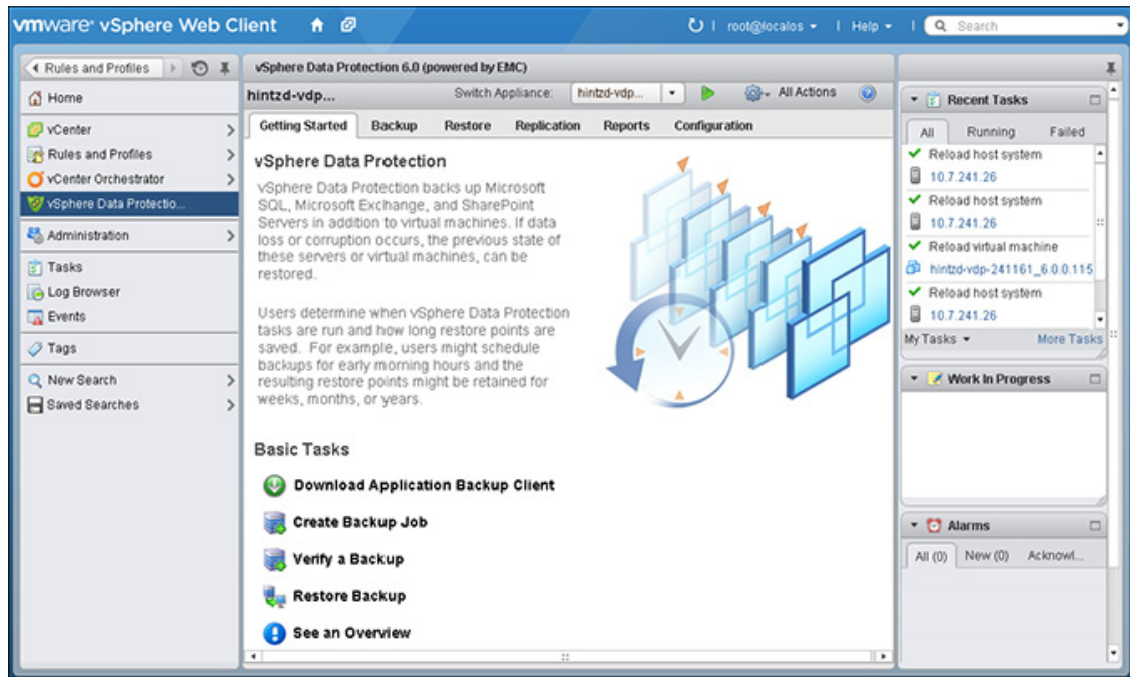 vmware® vSphere Web Client
root@localos
Help
Search
Rules and Profiles
Home
vCenter
Rules and Profiles
vCenter Orchestrator
vSphere Data Protectio...
Administration
Tasks
Log Browser
Events
Tags
New Search
Saved Searches
vSphere Data Protection 6.0 (powered by EMC)
hintzd-vdp...
Switch Appliance:
hintzd-vdp...
All Actions
Getting Started
Backup
Restore
Replication
Reports
Configuration
vSphere Data Protection
vSphere Data Protection backs up Microsoft
SQL, Microsoft Exchange, and SharePoint
Servers in addition to virtual machines. If data
loss or corruption occurs, the previous state of
these servers or virtual machines, can be
restored.
Users determine when vSphere Data Protection
tasks are run and how long restore points are
saved. For example, users might schedule
backups for early morning hours and the
resulting restore points might be retained for
weeks, months, or years.
Basic Tasks
Download Application Backup Client
Create Backup Job
Verify a Backup
Restore Backup
See an Overview
Recent Tasks
All
Running
Failed
Reload host system
10.7.241.26
Reload host system
10.7.241.26
Reload virtual machine
hintzd-vdp-241161_6.0.0.115
Reload host system
10.7.241.26
My Tasks
More Tasks
Work In Progress
Alarms
All (0)
New (0)
Acknowl...